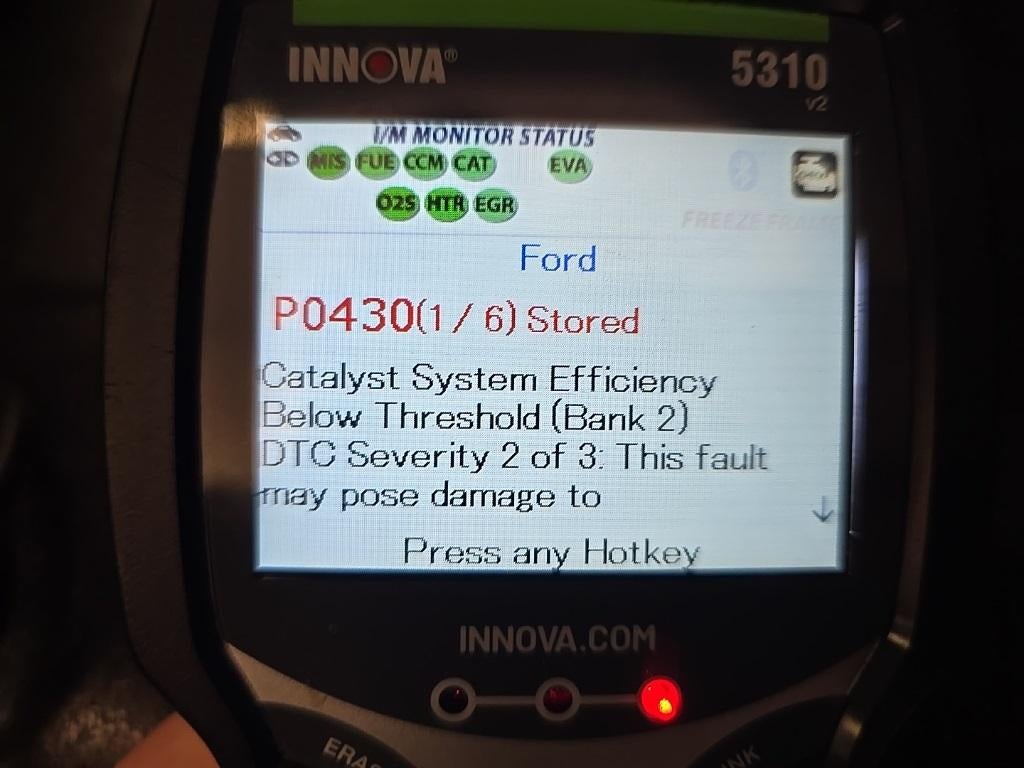 INNOVA®
5310
v2
I/M MONITOR STATUS
MIS FUE CCM CAT EVA
O2S HTR EGR
FREEZE FRAME
Ford
P0430(1/6) Stored
Catalyst System Efficiency
Below Threshold (Bank 2)
DTC Severity 2 of 3: This fault
may pose damage to
Press any Hotkey
INNOVA.COM